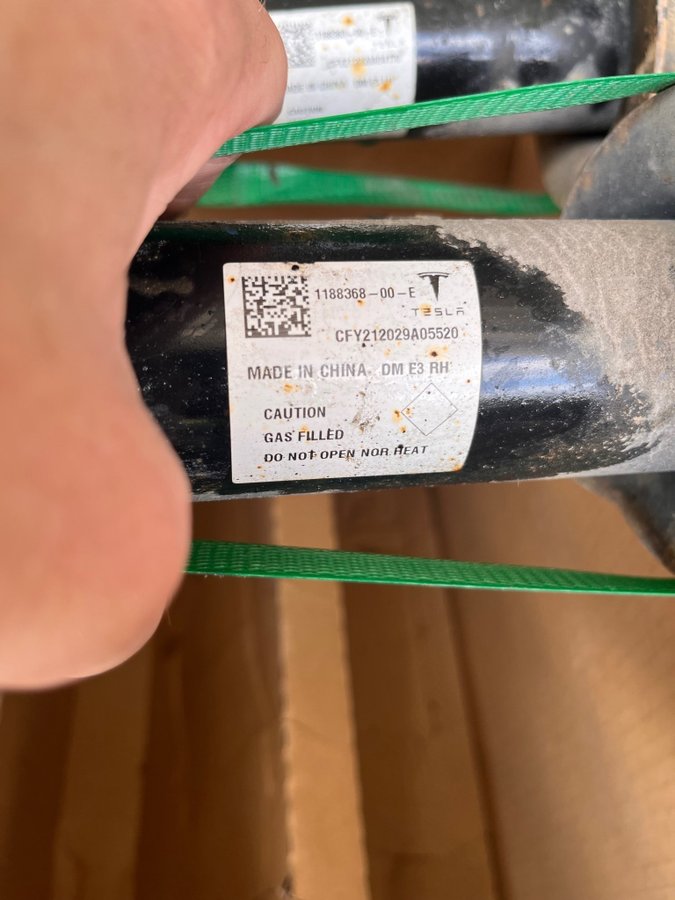 1188368-00-E
TESLA
CFY212029A05520
MADE IN CHINA. DM E3 RH
CAUTION
GAS FILLED
DO NOT OPEN NOR HEAT